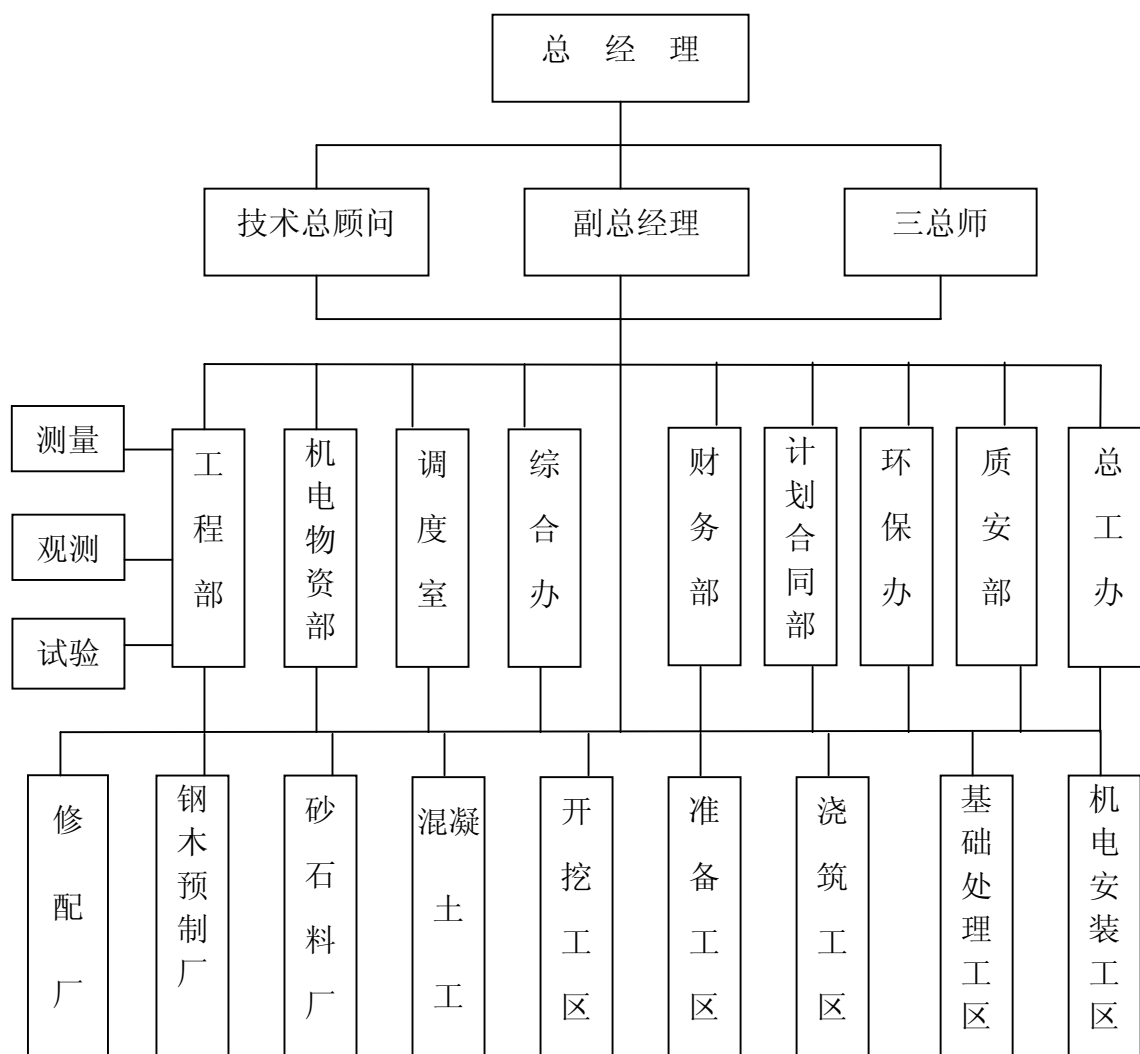 总 经 理
技术总顾问
副总经理
三总师
测量
观测
试验
工程部
机电物资部
调度室
综合办
财务部
计划合同部
环保办
质安部
总工办
修配厂
钢木预制厂
砂石料厂
混凝土工
开挖工区
准备工区
浇筑工区
基础处理工区
机电安装工区